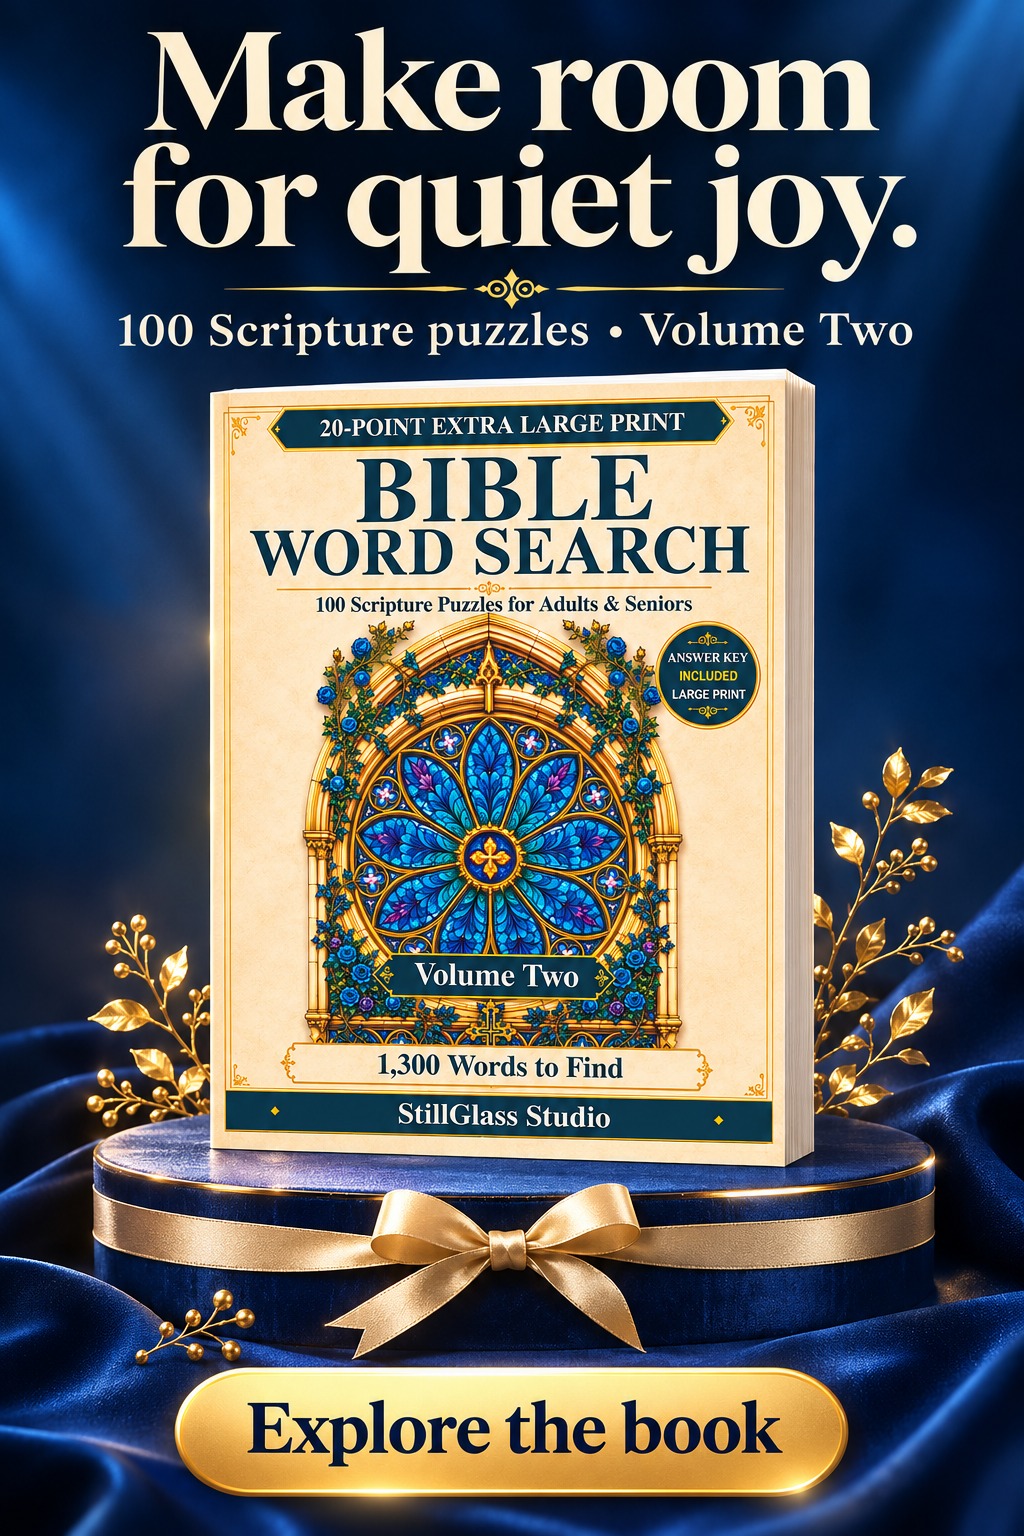 Make room
for quiet joy.
100 Scripture puzzles • Volume Two
20-POINT EXTRA LARGE PRINT
BIBLE
WORD SEARCH
100 Scripture Puzzles for Adults & Seniors
ANSWER KEY
INCLUDED
LARGE PRINT
Volume Two
1,300 Words to Find
StillGlass Studio
Explore the book